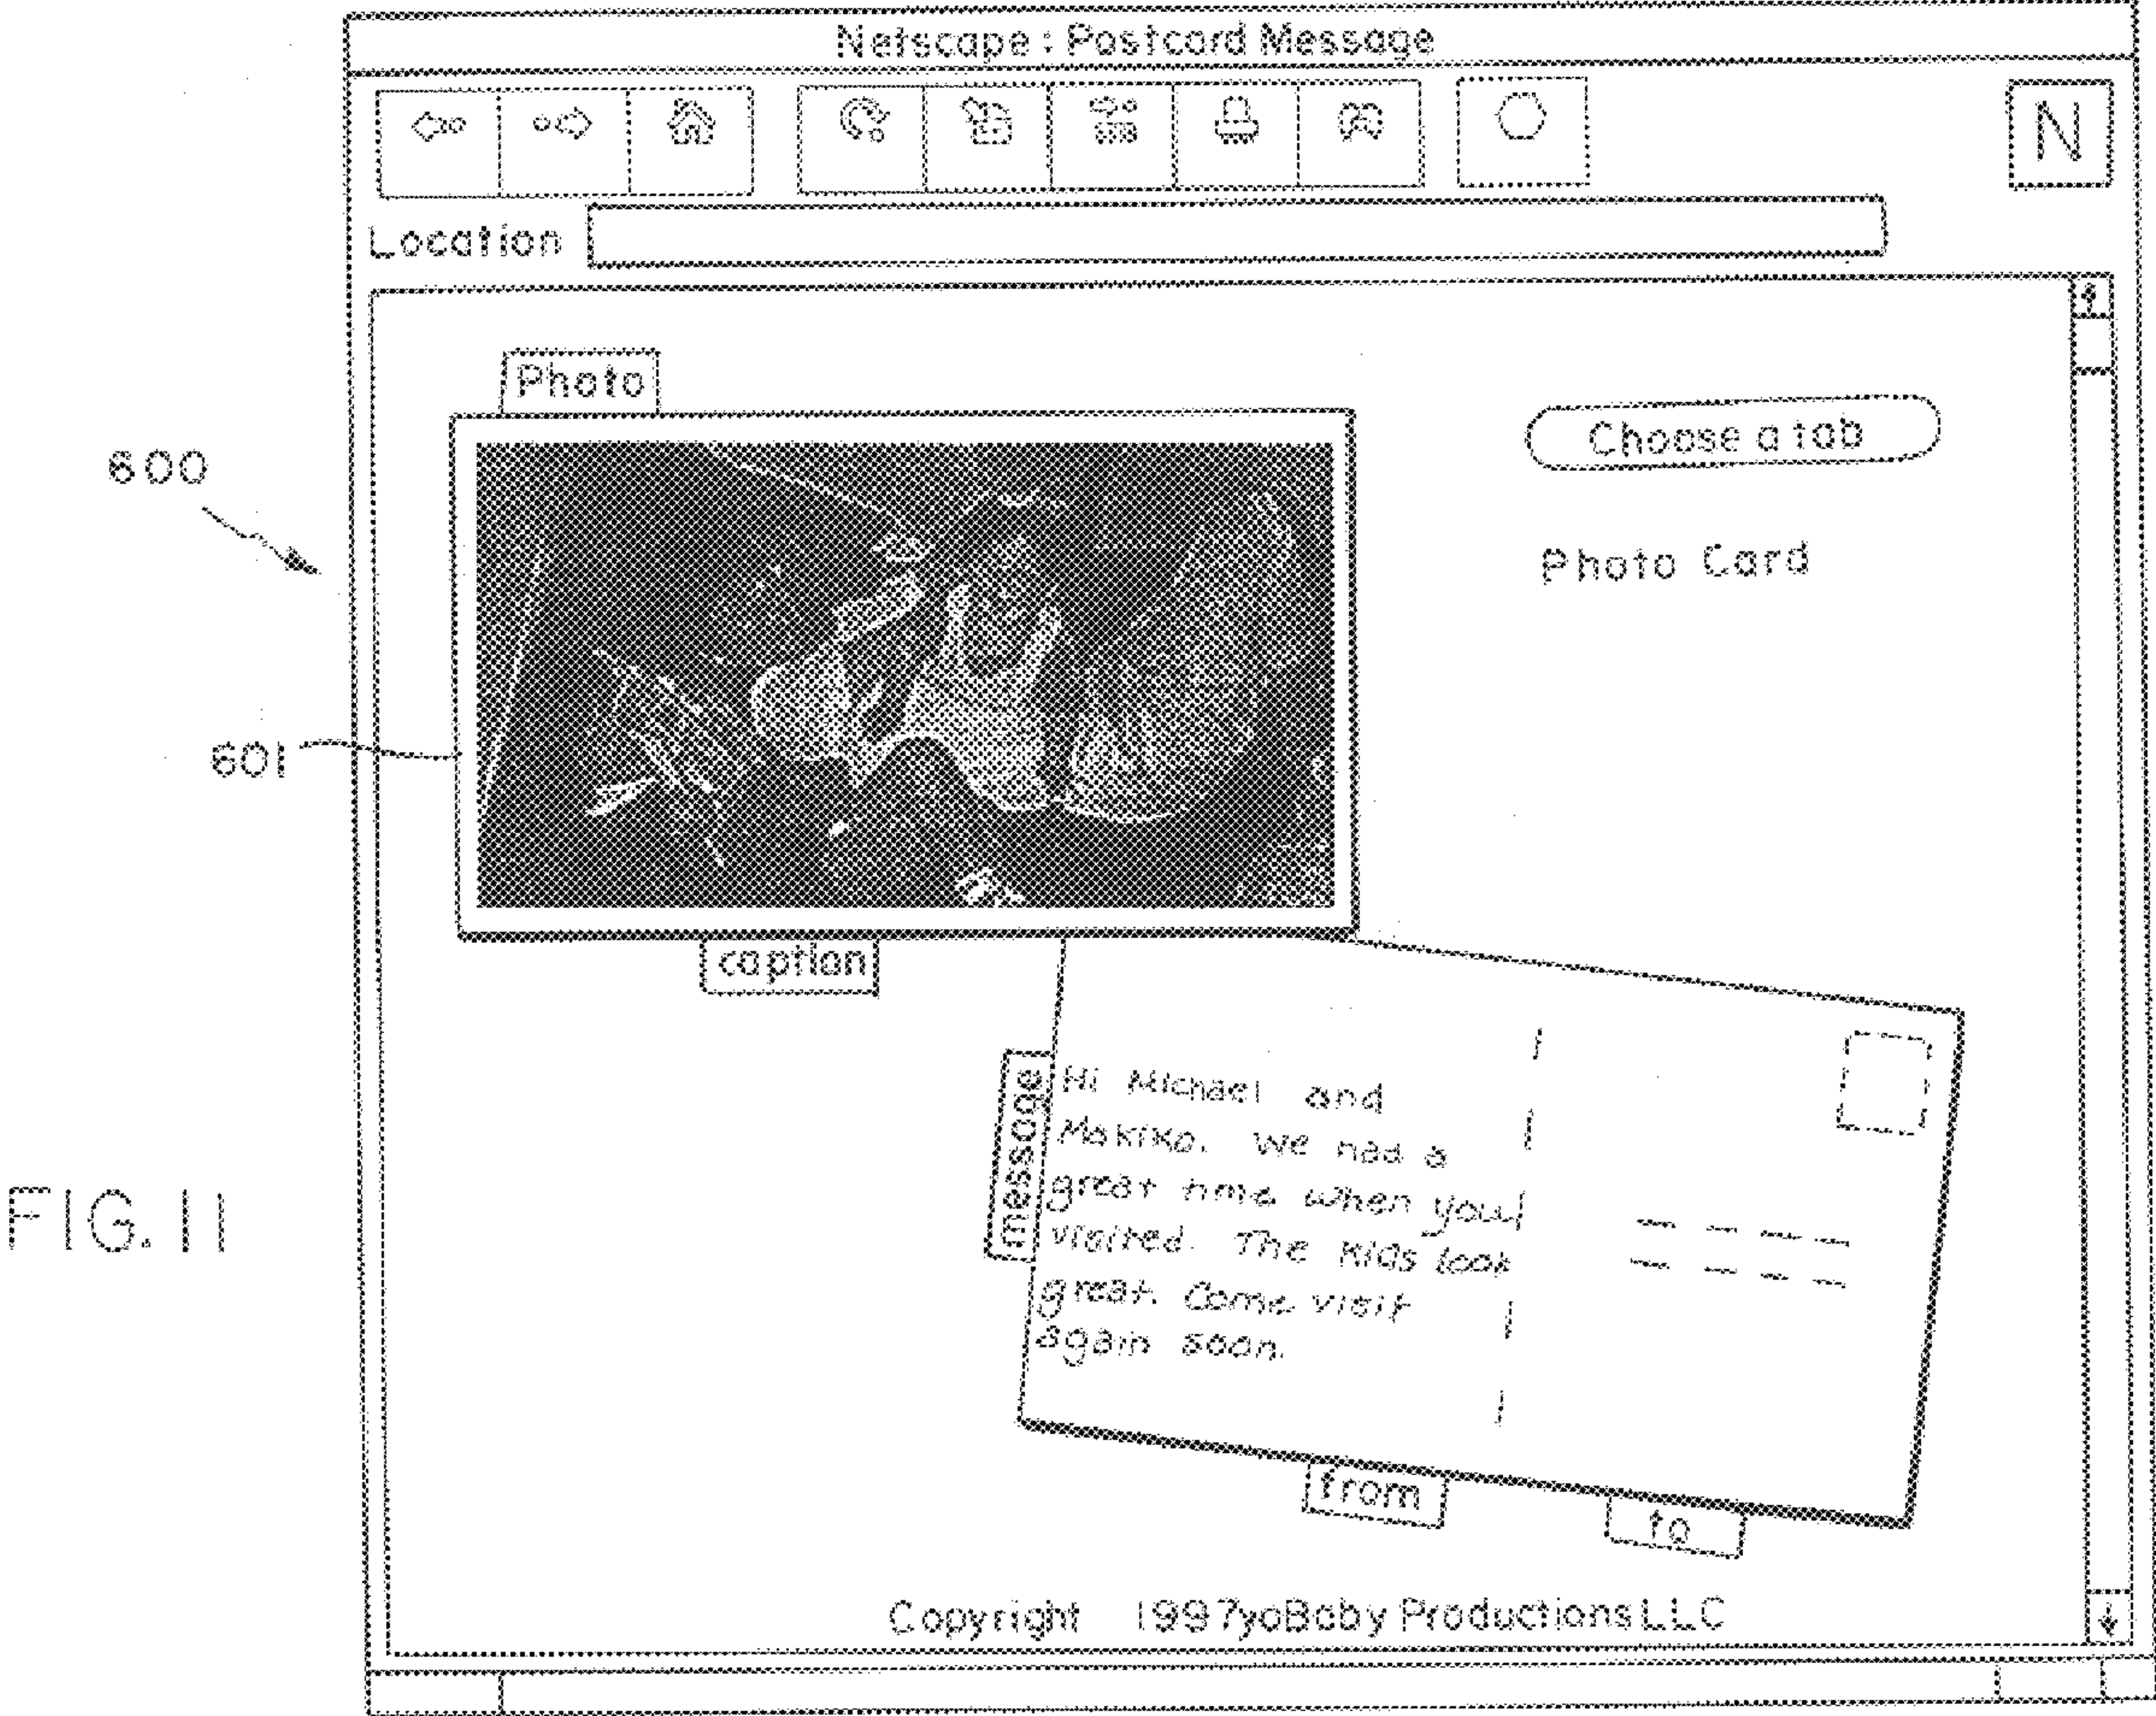 Netscape: Postcard Message
N
Location
Photo
Choose a tab
600
Photo Card
601
caption
message
Hi Michael and
Makiko. We had a
great time when you
visited. The kids look
great. Come visit
again soon.
FIG. 11
from
to
Copyright 1997yoBaby Productions LLC